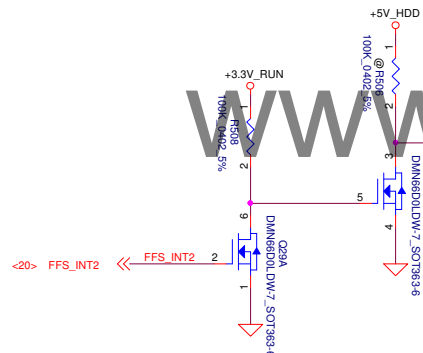 +5V_HDD
1
@ R506
100K_0402_5%
2
+3.3V_RUN
1
R508
100K_0402_5%
2
WWW
3
DMN66D0LDW-7_SOT363-6
5
4
6
Q29A
DMN66D0LDW-7_SOT363-6
<20> FFS_INT2
FFS_INT2
2
1